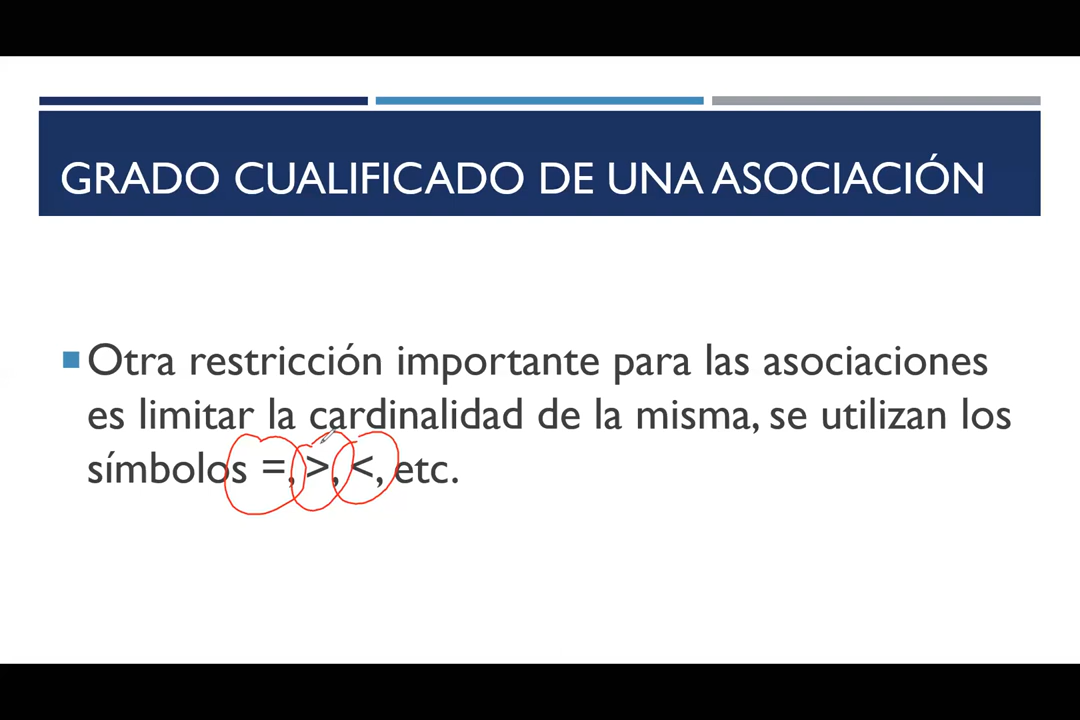 GRADO CUALIFICADO DE UNA ASOCIACIÓN
Otra restricción importante para las asociaciones
es limitar la cardinalidad de la misma, se utilizan los
símbolos =, >, <, etc.